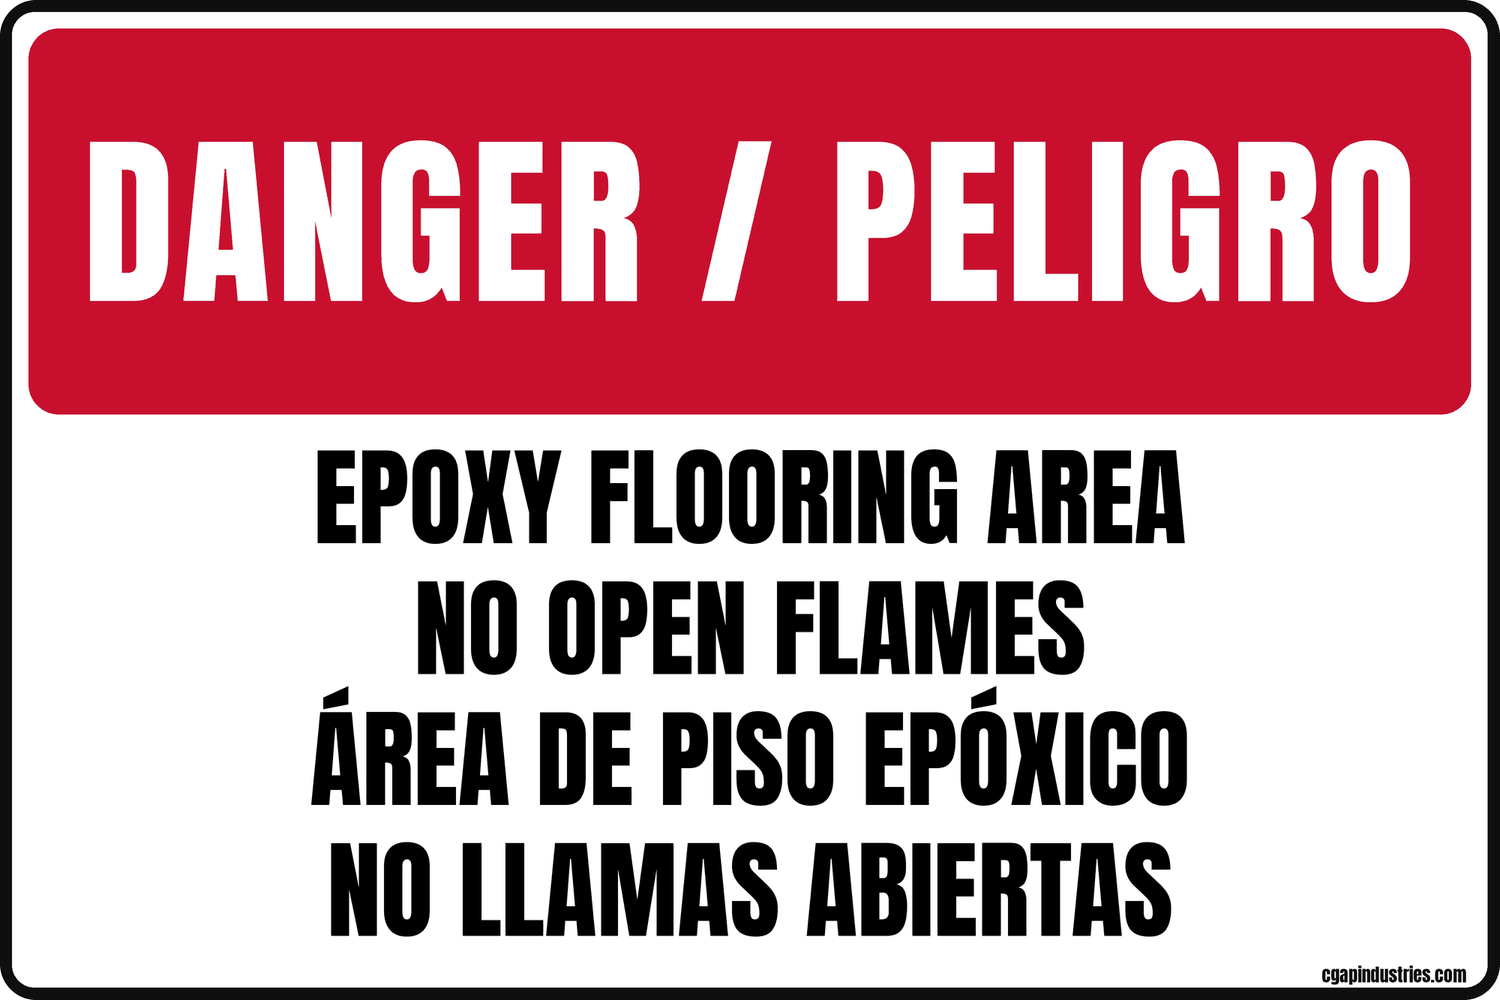 DANGER / PELIGRO
EPOXY FLOORING AREA
NO OPEN FLAMES
ÁREA DE PISO EPÓXICO
NO LLAMAS ABIERTAS
cgapindustries.com